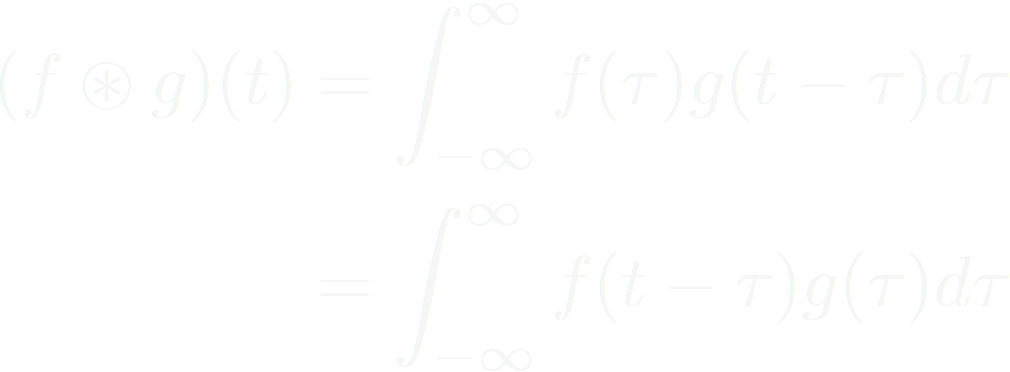 (f ⊛ g)(t) = ∫_{-∞}^{∞} f(τ)g(t − τ)dτ
= ∫_{-∞}^{∞} f(t − τ)g(τ)dτ